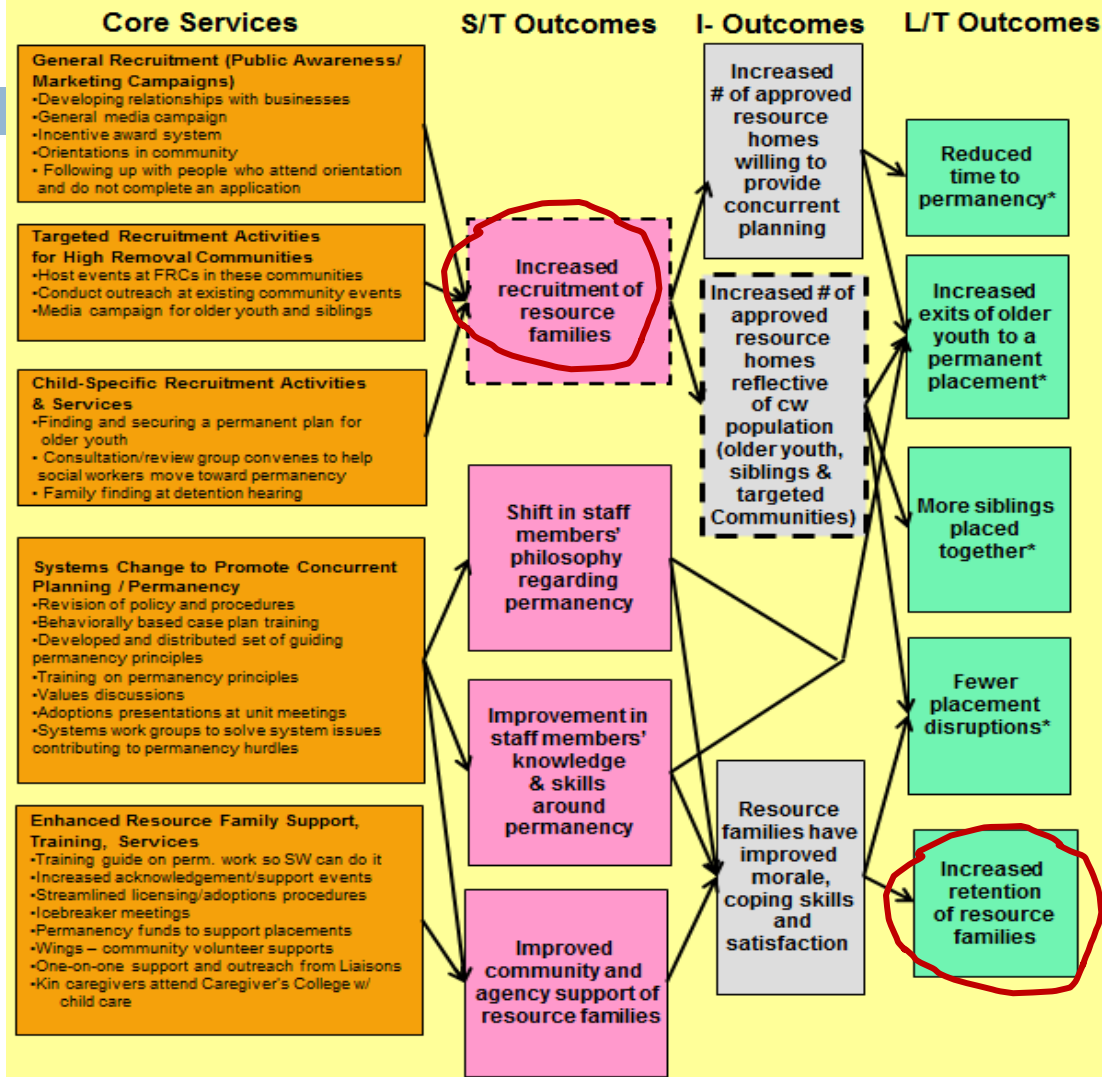 Core Services
S/T Outcomes
I- Outcomes
L/T Outcomes
General Recruitment (Public Awareness/
Marketing Campaigns)
•Developing relationships with businesses
•General media campaign
•Incentive award system
•Orientations in community
• Following up with people who attend orientation
and do not complete an application
Targeted Recruitment Activities
for High Removal Communities
•Host events at FRCs in these communities
•Conduct outreach at existing community events
•Media campaign for older youth and siblings
Child-Specific Recruitment Activities
& Services
•Finding and securing a permanent plan for
older youth
• Consultation/review group convenes to help
social workers move toward permanency
• Family finding at detention hearing
Systems Change to Promote Concurrent
Planning / Permanency
•Revision of policy and procedures
•Behaviorally based case plan training
•Developed and distributed set of guiding
permanency principles
•Training on permanency principles
•Values discussions
•Adoptions presentations at unit meetings
•Systems work groups to solve system issues
contributing to permanency hurdles
Enhanced Resource Family Support,
Training, Services
•Training guide on perm. work so SW can do it
•Increased acknowledgement/support events
•Streamlined licensing/adoptions procedures
•Icebreaker meetings
•Permanency funds to support placements
•Wings – community volunteer supports
•One-on-one support and outreach from Liaisons
•Kin caregivers attend Caregiver's College w/
child care
Increased
recruitment of
resource
families
Shift in staff
members'
philosophy
regarding
permanency
Improvement in
staff members'
knowledge
& skills
around
permanency
Improved
community and
agency support of
resource families
Increased
# of approved
resource
homes
willing to
provide
concurrent
planning
Increased # of
approved
resource
homes
reflective
of cw
population
(older youth,
siblings &
targeted
Communities)
Resource
families have
improved
morale,
coping skills
and
satisfaction
Reduced
time to
permanency*
Increased
exits of older
youth to a
permanent
placement*
More siblings
placed
together*
Fewer
placement
disruptions*
Increased
retention
of resource
families